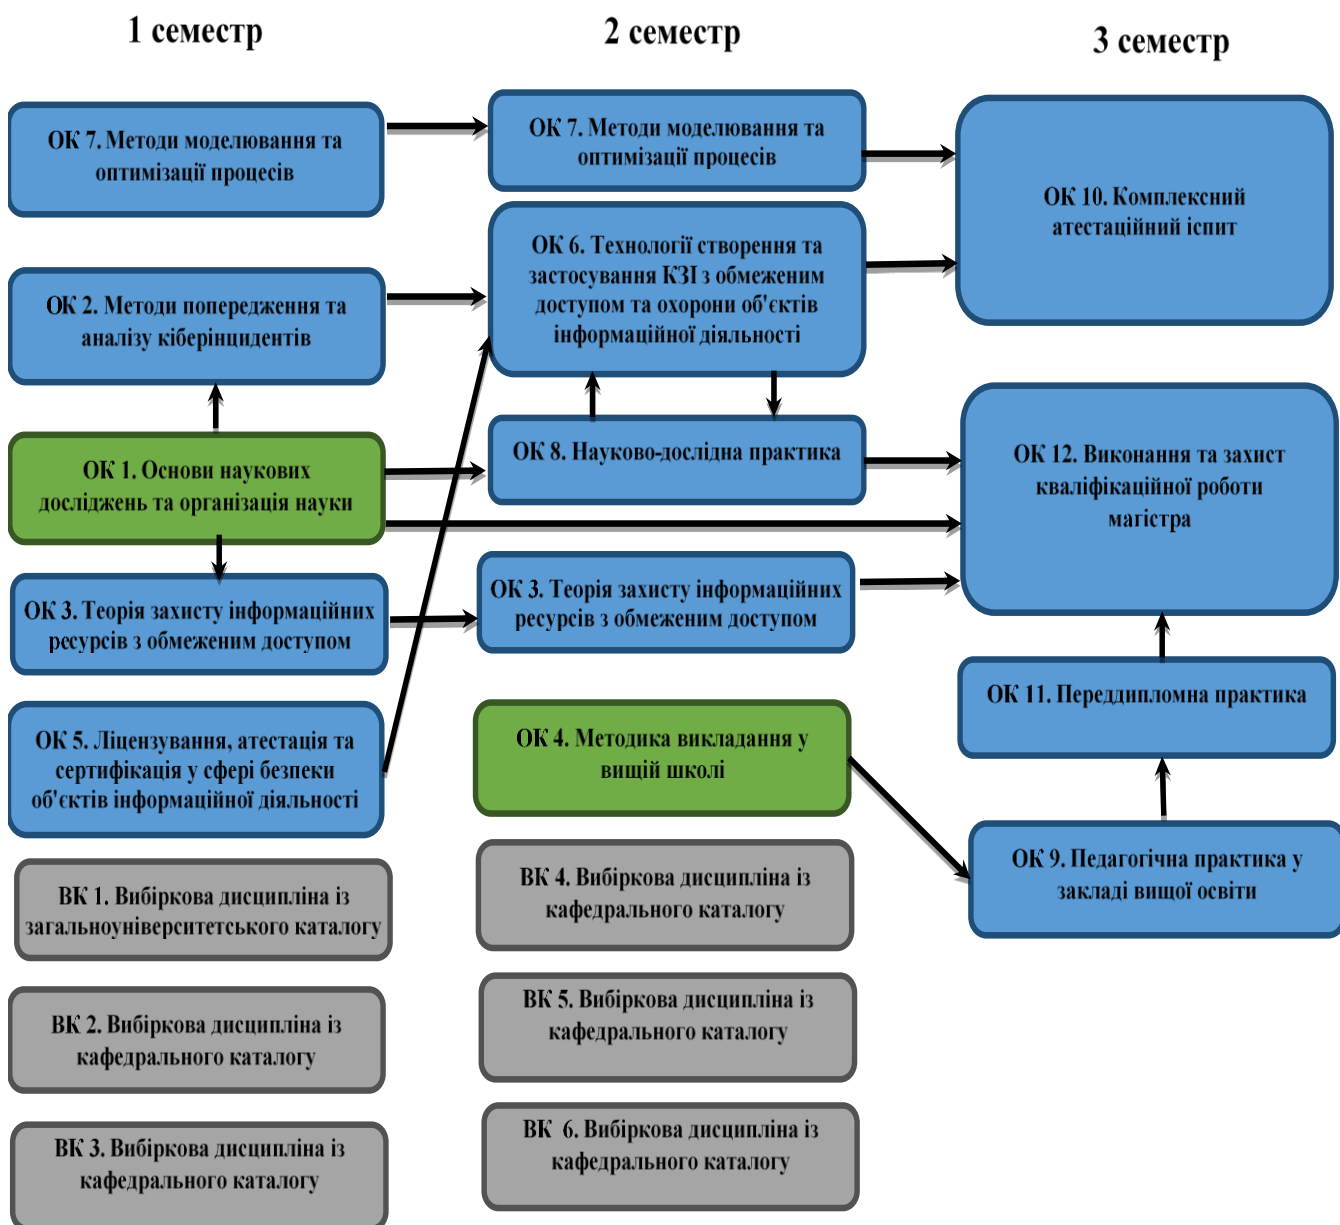 1 семестр
ОК 7. Методи моделювання та
оптимізації процесів
ОК 2. Методи попередження та
аналізу кіберінцидентів
ОК 1. Основи наукових
досліджень та організація науки
ОК 3. Теорія захисту інформаційних
ресурсів з обмеженим доступом
ОК 5. Ліцензування, атестація та
сертифікація у сфері безпеки
об'єктів інформаційної діяльності
ВК 1. Вибіркова дисципліна із
загальноуніверситетського каталогу
ВК 2. Вибіркова дисципліна із
кафедрального каталогу
ВК 3. Вибіркова дисципліна із
кафедрального каталогу
2 семестр
ОК 7. Методи моделювання та
оптимізації процесів
ОК 6. Технології створення та
застосування КЗІ з обмеженим
доступом та охорони об'єктів
інформаційної діяльності
ОК 8. Науково-дослідна практика
ОК 3. Теорія захисту інформаційних
ресурсів з обмеженим доступом
ОК 4. Методика викладання у
вищій школі
ВК 4. Вибіркова дисципліна із
кафедрального каталогу
ВК 5. Вибіркова дисципліна із
кафедрального каталогу
ВК 6. Вибіркова дисципліна із
кафедрального каталогу
3 семестр
ОК 10. Комплексний
атестаційний іспит
ОК 12. Виконання та захист
кваліфікаційної роботи
магістра
ОК 11. Переддипломна практика
ОК 9. Педагогічна практика у
закладі вищої освіти